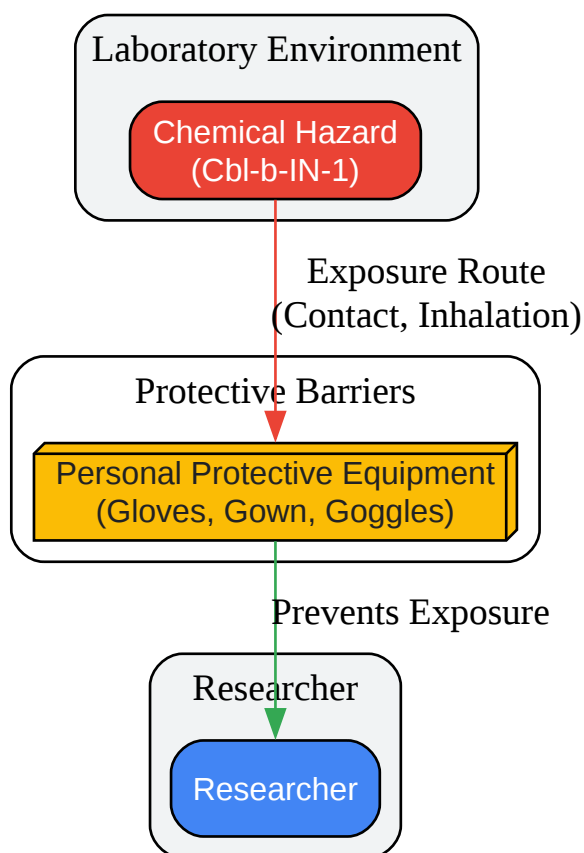 Laboratory Environment
Chemical Hazard
(Cbl-b-IN-1)
Exposure Route
(Contact, Inhalation)
Protective Barriers
Personal Protective Equipment
(Gloves, Gown, Goggles)
Prevents Exposure
Researcher
Researcher